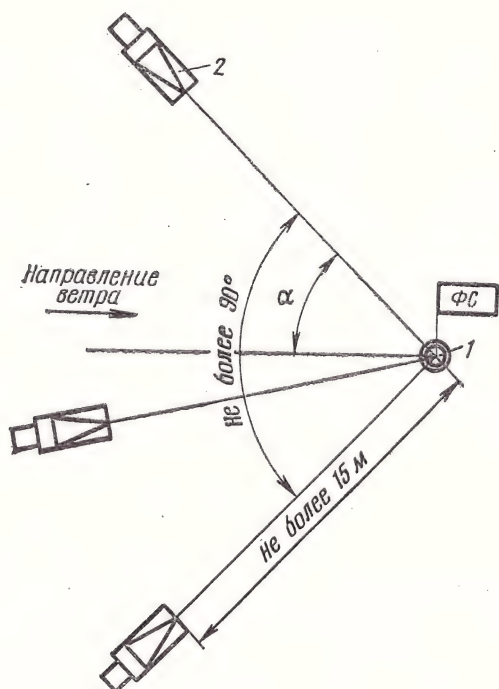 2
Направление
ветра
не более 90°
α
ФС
1
не более 15 м